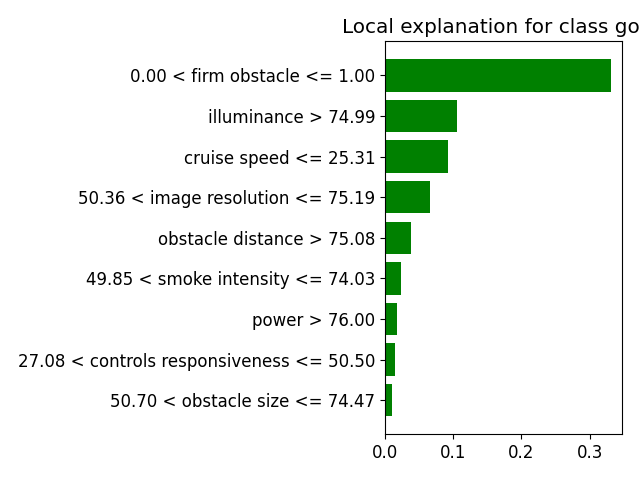 Local explanation for class go
0.00 < firm obstacle <= 1.00
illuminance > 74.99
cruise speed <= 25.31
50.36 < image resolution <= 75.19
obstacle distance > 75.08
49.85 < smoke intensity <= 74.03
power > 76.00
27.08 < controls responsiveness <= 50.50
50.70 < obstacle size <= 74.47
0.0 0.1 0.2 0.3